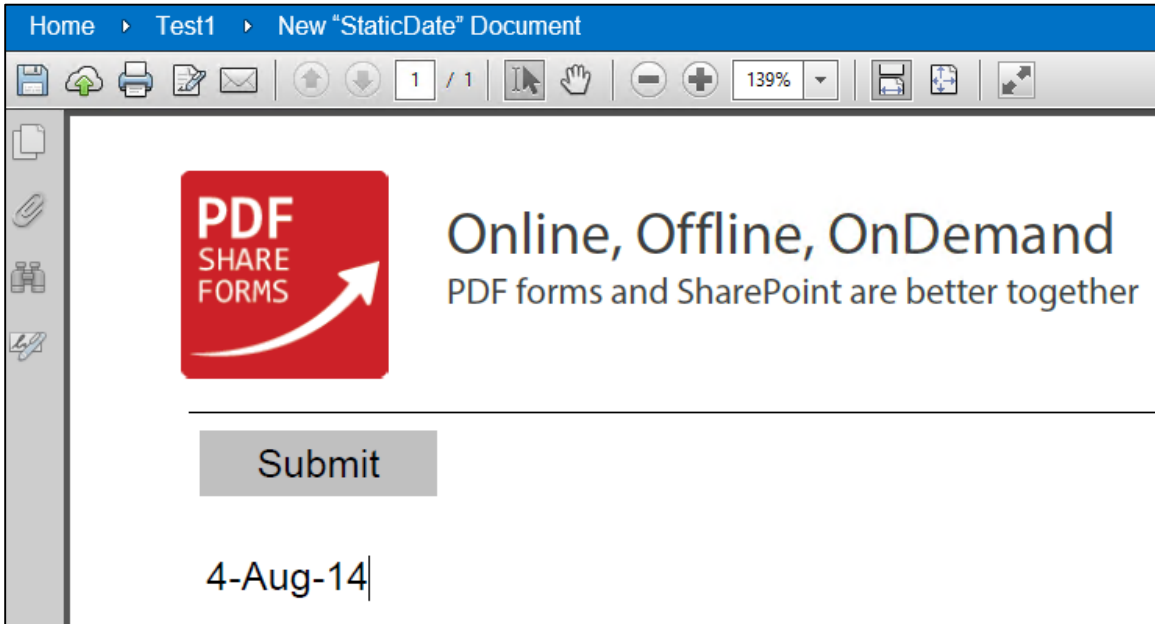 Home Test1 New “StaticDate” Document
1 / 1 139%
PDF
SHARE
FORMS
Online, Offline, OnDemand
PDF forms and SharePoint are better together
Submit
4-Aug-14